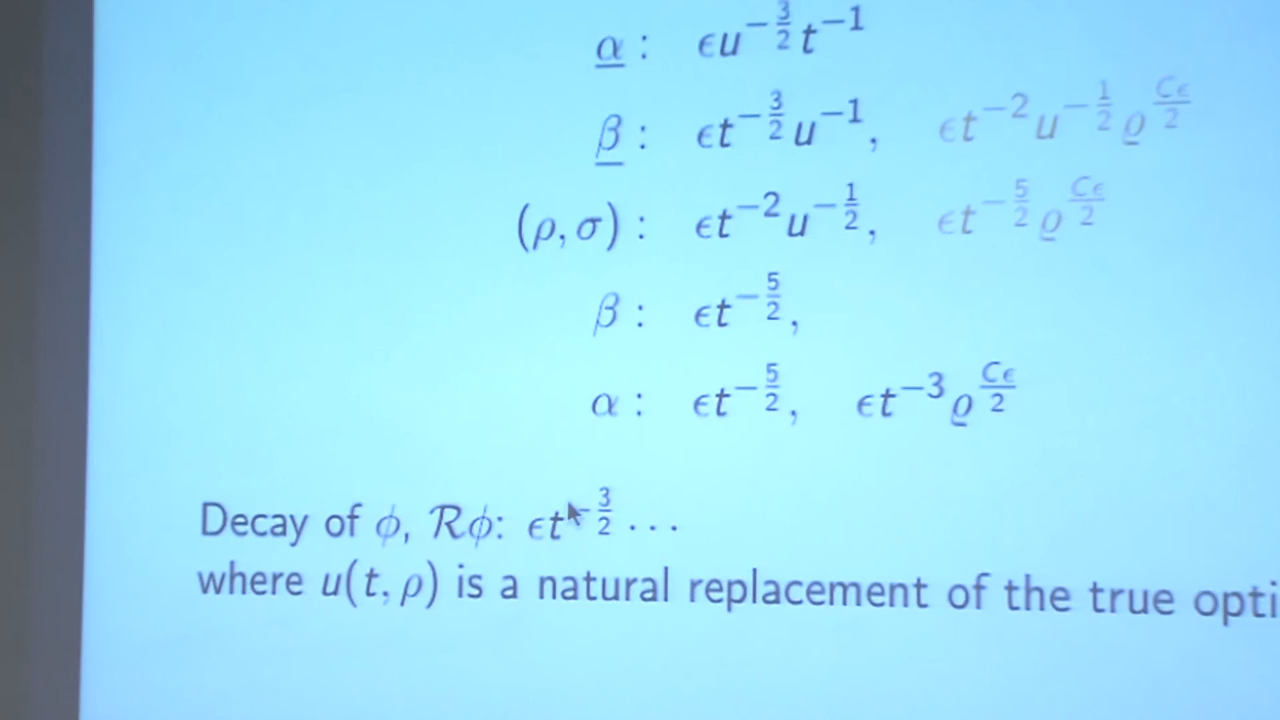 α̲ : ϵu^{-3/2}t^{-1}
β̲ : ϵt^{-3/2}u^{-1}, ϵt^{-2}u^{-1/2}ϱ^{Cϵ/2}
(ρ, σ) : ϵt^{-2}u^{-1/2}, ϵt^{-5/2}ϱ^{Cϵ/2}
β : ϵt^{-5/2},
α : ϵt^{-5/2}, ϵt^{-3}ϱ^{Cϵ/2}
Decay of ϕ, ℛϕ: ϵt^{-3/2} ···
where u(t, ρ) is a natural replacement of the true opti